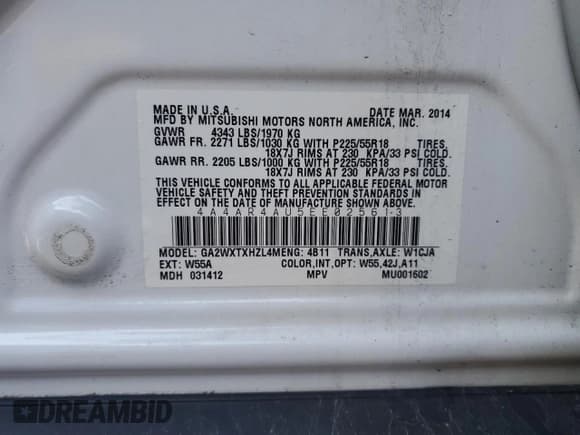 MADE IN U.S.A. DATE MAR. 2014
MFD BY MITSUBISHI MOTORS NORTH AMERICA, INC.
GVWR 4343 LBS/1970 KG
GAWR FR. 2271 LBS/1030 KG WITH P225/55R18 TIRES,
18X7J RIMS AT 230 KPA/33 PSI COLD.
GAWR RR. 2205 LBS/1000 KG WITH P225/55R18 TIRES,
18X7J RIMS AT 230 KPA/33 PSI COLD.
THIS VEHICLE CONFORMS TO ALL APPLICABLE FEDERAL MOTOR
VEHICLE SAFETY AND THEFT PREVENTION STANDARDS IN
EFFECT ON THE DATE OF MANUFACTURE SHOWN ABOVE.
4A4AR4AU5EE025613
MODEL: GA2WXTXHZL4MENG: 4B11 TRANS,AXLE: W1CJA
EXT: W55A COLOR,INT,OPT: W55,42J,A11
MDH 031412 MPV MU001602
DREAMBID